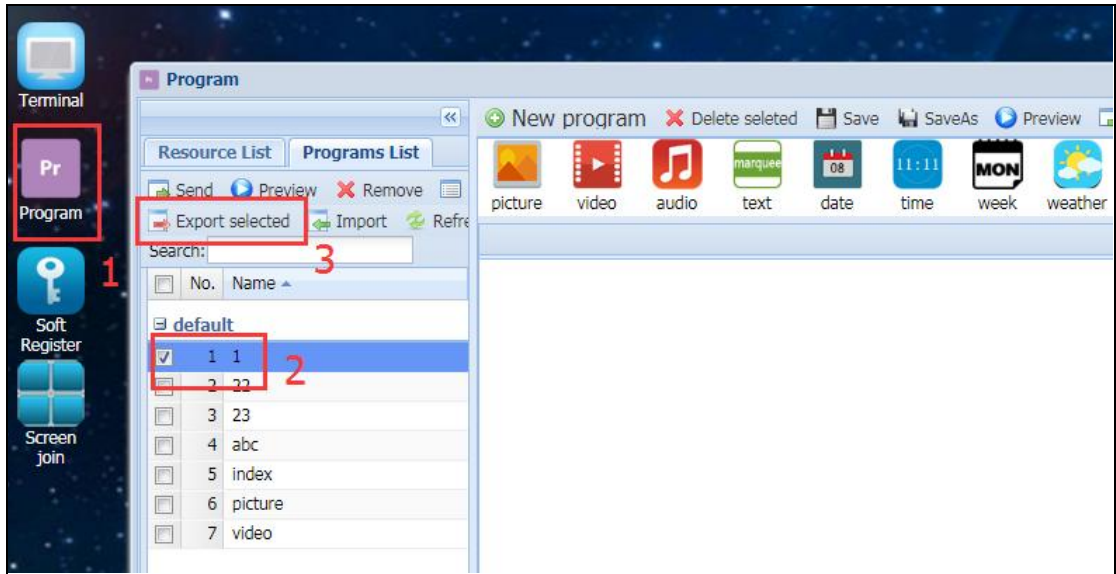 Terminal
Pr
Program
1
Soft
Register
Screen
join
Pr Program
Resource List Programs List
Send Preview Remove
Export selected Import Refre
3
Search:
No. Name
default
1 1
2
2 22
3 23
4 abc
5 index
6 picture
7 video
New program Delete seleted Save SaveAs Preview
marquee 08 11:11 MON
picture video audio text date time week weather